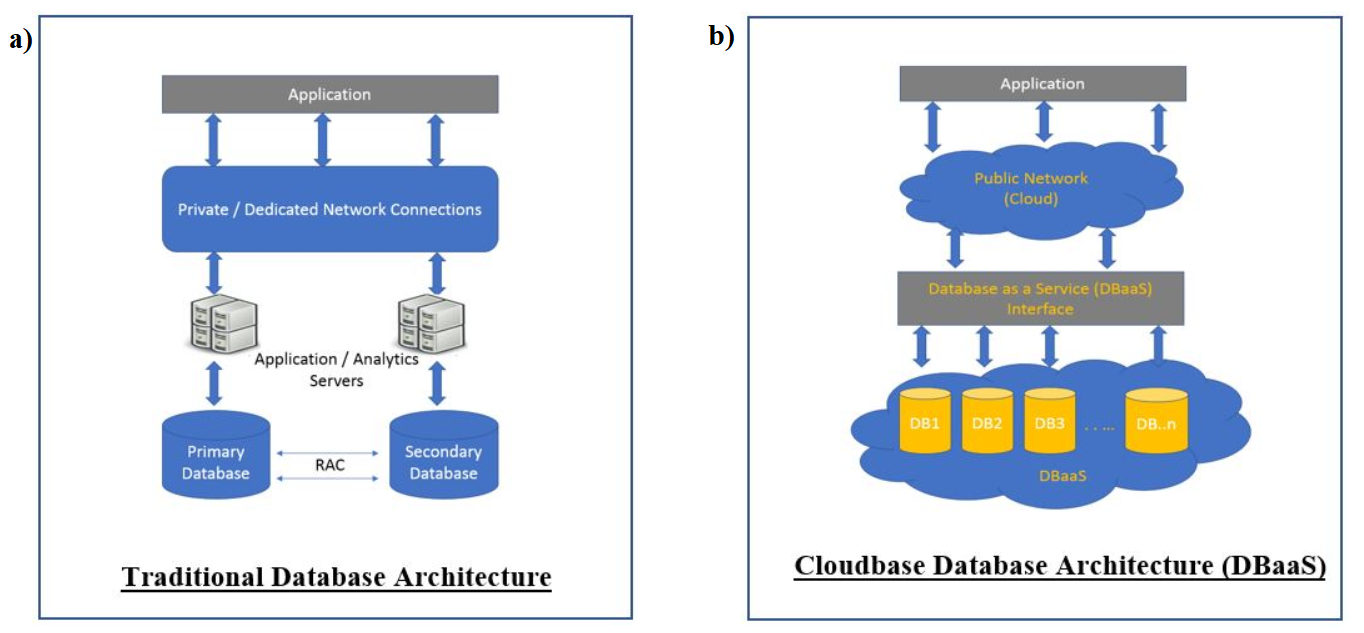 a)
Application
Private / Dedicated Network Connections
Application / Analytics
Servers
Primary
Database
RAC
Secondary
Database
Traditional Database Architecture
b)
Application
Public Network
(Cloud)
Database as a Service (DBaaS)
Interface
DB1
DB2
DB3
. . ...
DB..n
DBaaS
Cloudbase Database Architecture (DBaaS)